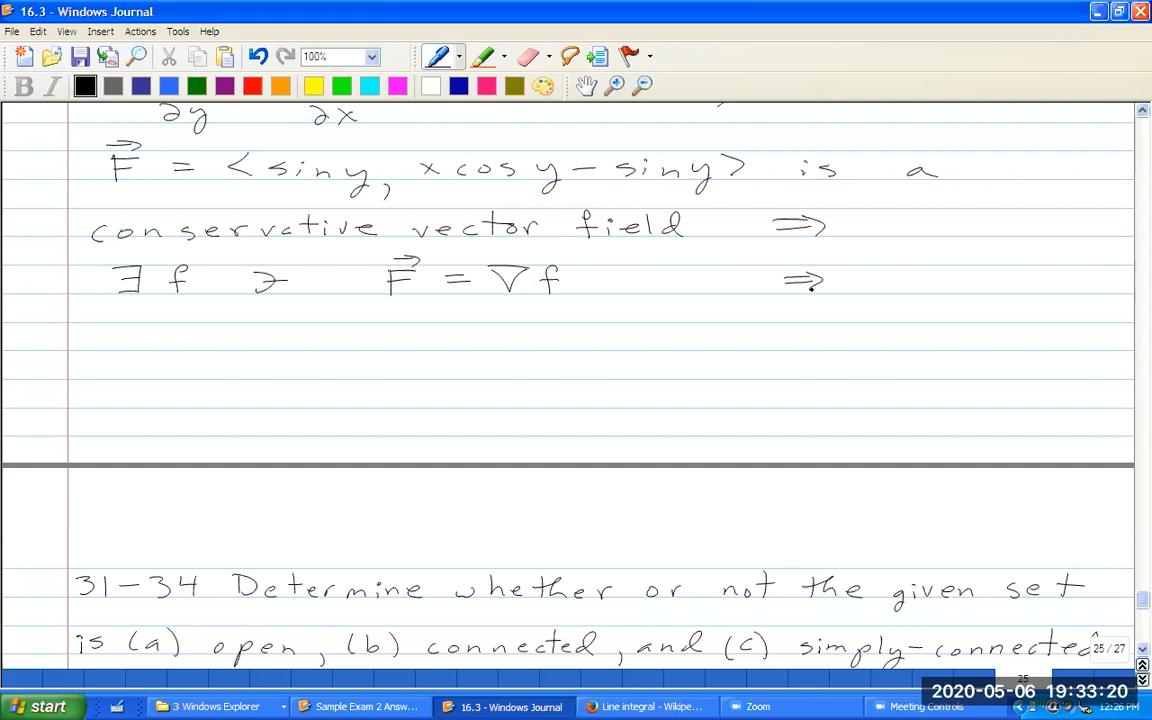 16.3 - Windows Journal
File Edit View Insert Actions Tools Help
100%
∂y ∂x
F⃗ = <sin y, x cos y - sin y> is a
conservative vector field ⇒
∃ f ∋ F⃗ = ∇f ⇒
31-34 Determine whether or not the given set
is (a) open, (b) connected, and (c) simply-connected
25 / 27
25
2020-05-06 19:33:20
start 3 Windows Explorer Sample Exam 2 Answ... 16.3 - Windows Journal Line integral - Wikipe... Zoom Meeting Controls 12:26 PM